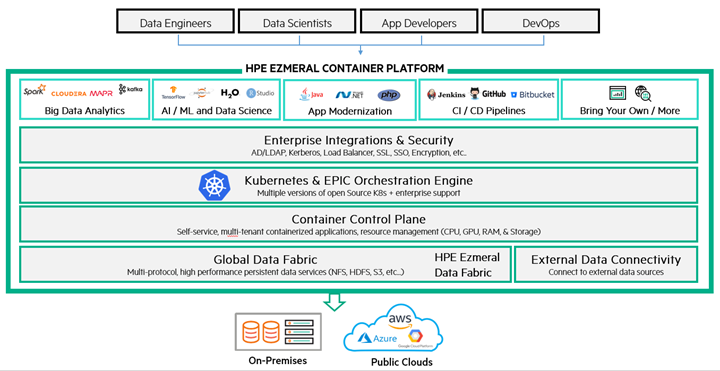 Data Engineers
Data Scientists
App Developers
DevOps
HPE EZMERAL CONTAINER PLATFORM
Spark
CLOUDERA
MAPR
kafka
Big Data Analytics
TensorFlow
jupyter
H2O
Studio
AI / ML and Data Science
Java
Microsoft .NET
php
App Modernization
Jenkins
GitHub
Bitbucket
CI / CD Pipelines
Bring Your Own / More
Enterprise Integrations & Security
AD/LDAP, Kerberos, Load Balancer, SSL, SSO, Encryption, etc..
Kubernetes & EPIC Orchestration Engine
Multiple versions of open Source K8s + enterprise support
Container Control Plane
Self-service, multi-tenant containerized applications, resource management (CPU, GPU, RAM, & Storage)
Global Data Fabric
Multi-protocol, high performance persistent data services (NFS, HDFS, S3, etc...)
HPE Ezmeral
Data Fabric
External Data Connectivity
Connect to external data sources
On-Premises
aws
Azure
Google Cloud Platform
Public Clouds